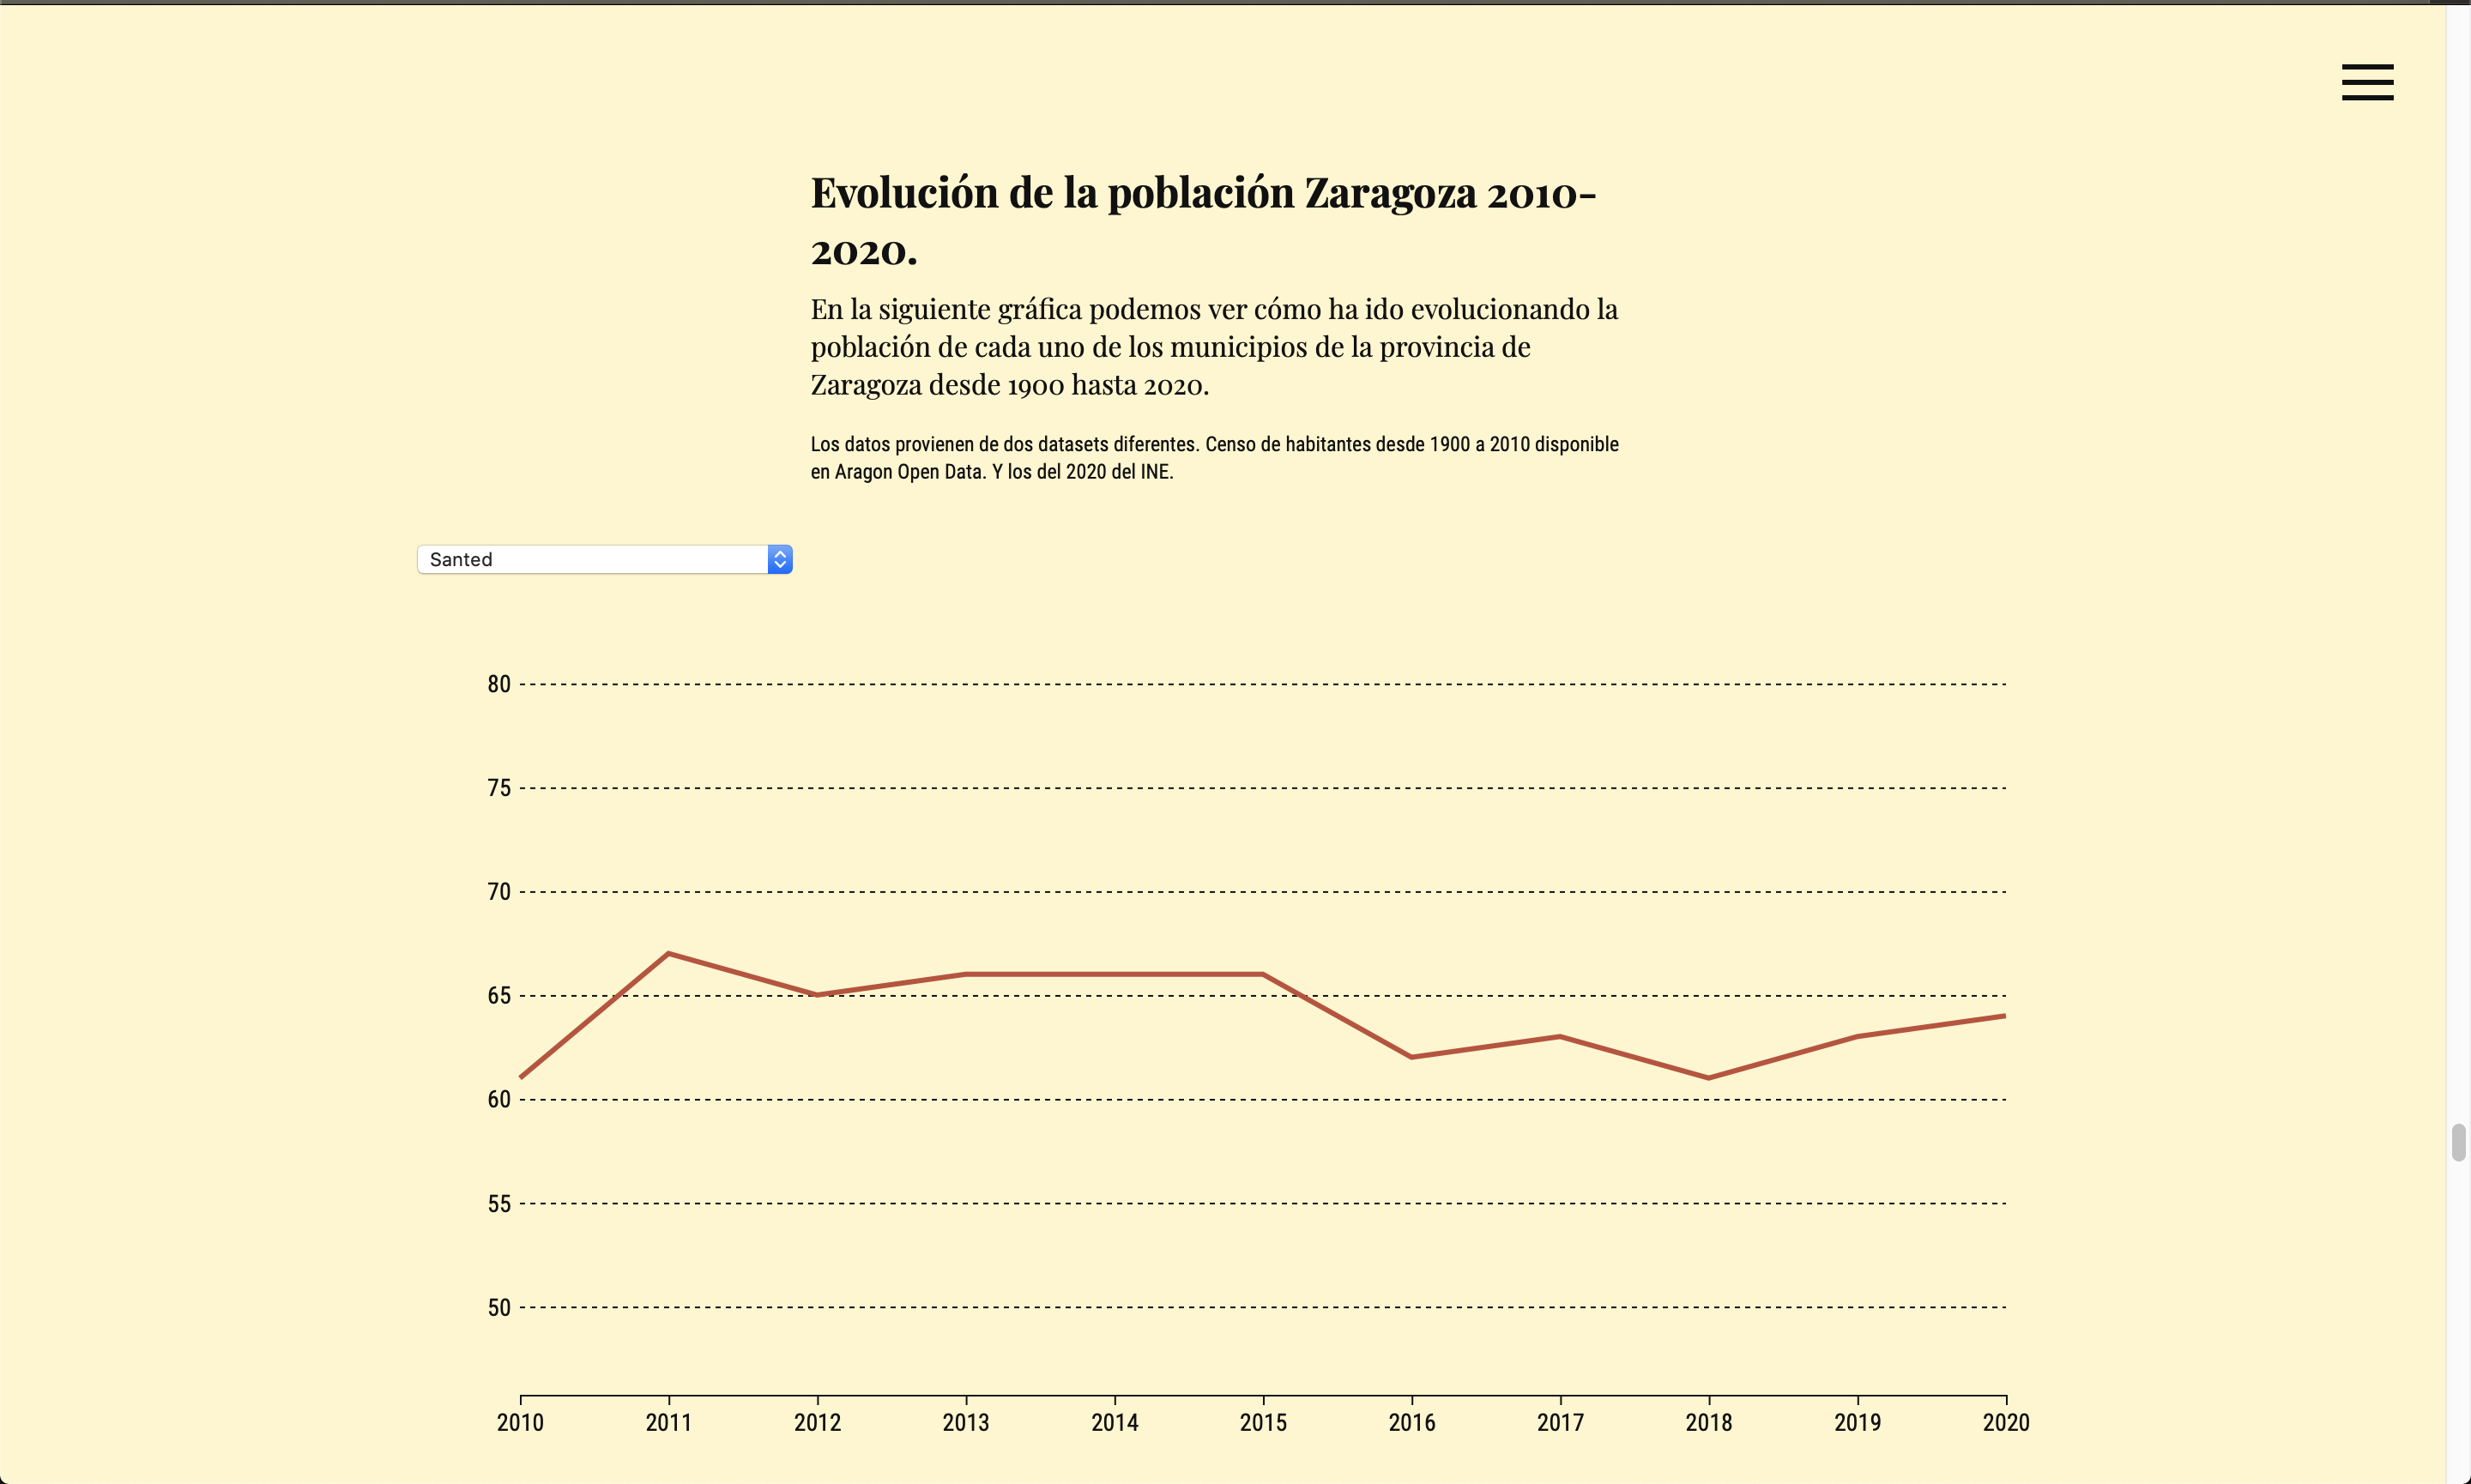 Evolución de la población Zaragoza 2010-
2020.
En la siguiente gráfica podemos ver cómo ha ido evolucionando la
población de cada uno de los municipios de la provincia de
Zaragoza desde 1900 hasta 2020.
Los datos provienen de dos datasets diferentes. Censo de habitantes desde 1900 a 2010 disponible
en Aragon Open Data. Y los del 2020 del INE.
Santed
80
75
70
65
60
55
50
2010 2011 2012 2013 2014 2015 2016 2017 2018 2019 2020